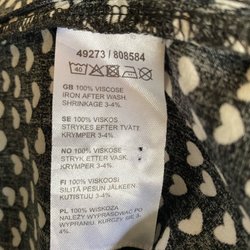 49273 / 808584
40
GB 100% VISCOSE
IRON AFTER WASH.
SHRINKAGE 3-4%.
SE 100% VISKOS
STRYKES EFTER TVÄTT.
KRYMPER 3-4%.
NO 100% VISKOSE
STRYK ETTER VASK.
KRYMPER 3-4%.
FI 100% VISKOOSI
SILITÄ PESUN JÄLKEEN.
KUTISTUU 3-4%.
PL 100% WISKOZA
NALEŻY WYPRASOWAĆ PO
WYPRANIU.
3-4%.